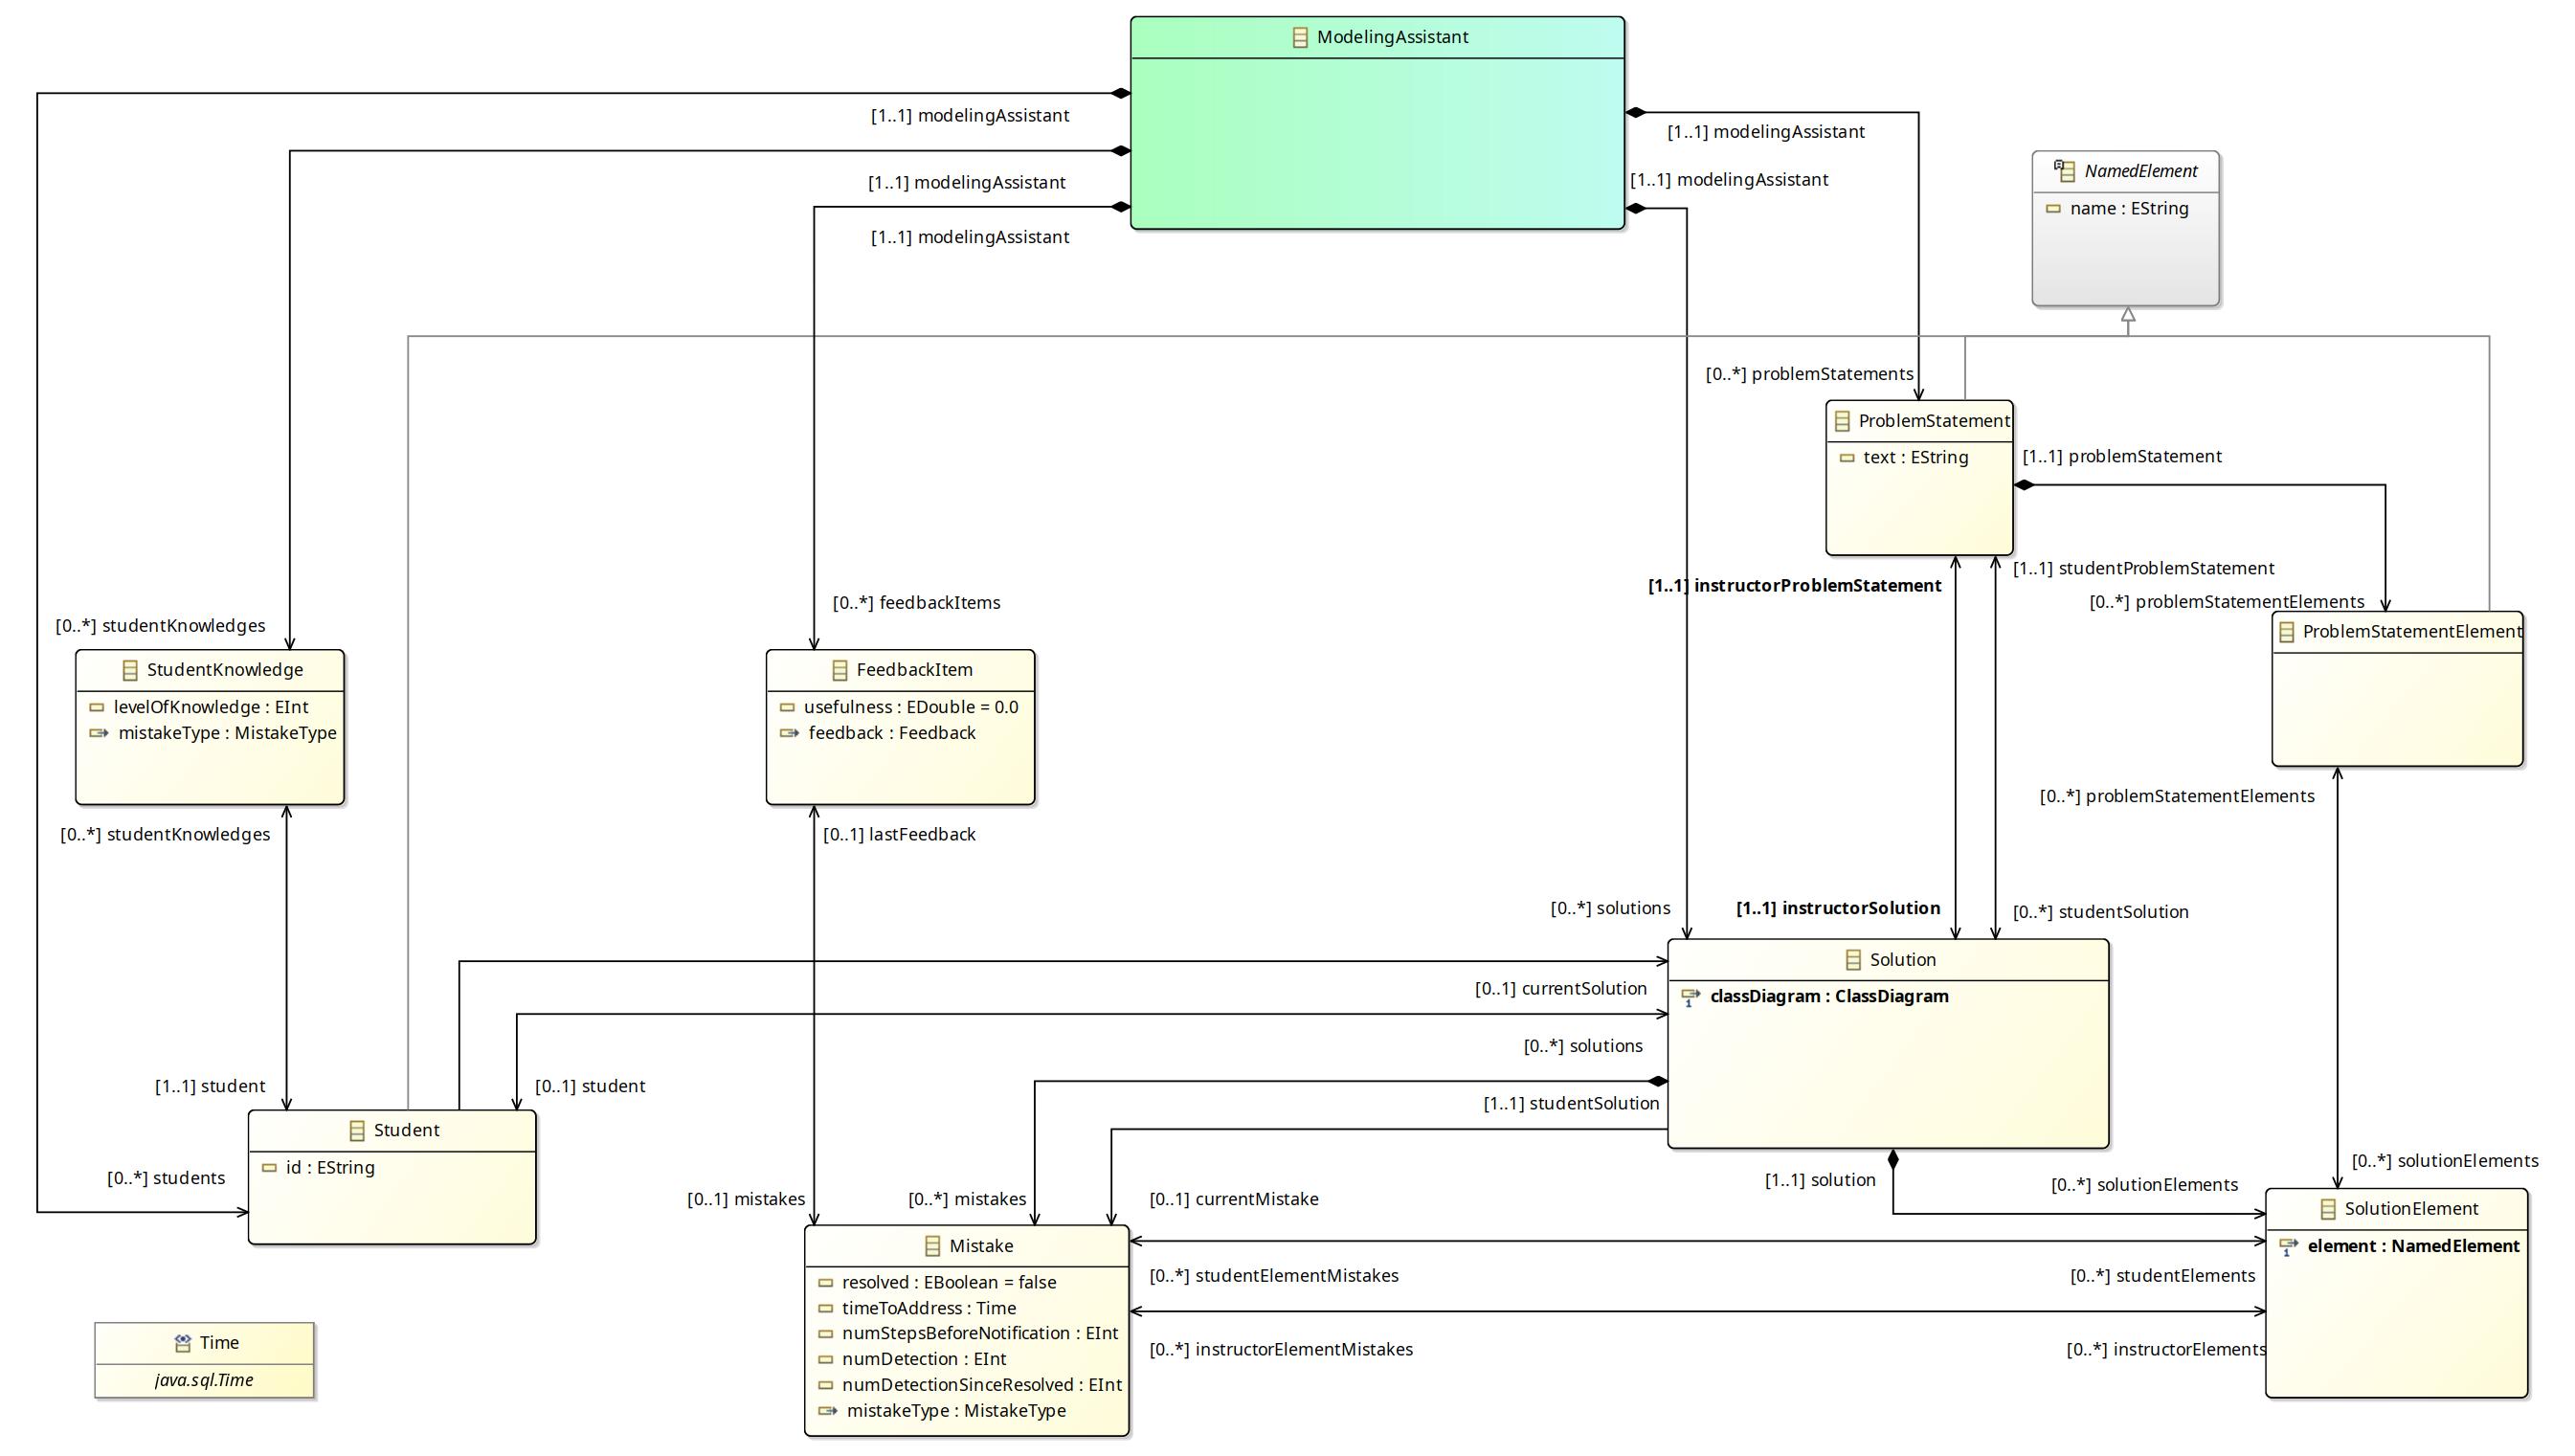 ModelingAssistant
[1..1] modelingAssistant
[1..1] modelingAssistant
[1..1] modelingAssistant
[1..1] modelingAssistant
[1..1] modelingAssistant
NamedElement
name : EString
[0..*] problemStatements
ProblemStatement
text : EString
[1..1] problemStatement
[1..1] instructorProblemStatement
[1..1] studentProblemStatement
[0..*] problemStatementElements
ProblemStatementElement
[0..*] feedbackItems
[0..*] studentKnowledges
StudentKnowledge
levelOfKnowledge : EInt
mistakeType : MistakeType
FeedbackItem
usefulness : EDouble = 0.0
feedback : Feedback
[0..*] problemStatementElements
[0..*] studentKnowledges
[0..1] lastFeedback
[0..*] solutions
[1..1] instructorSolution
[0..*] studentSolution
Solution
classDiagram : ClassDiagram
[0..1] currentSolution
[0..*] solutions
[1..1] student
[0..1] student
[1..1] studentSolution
Student
id : EString
[0..*] students
[0..1] mistakes
[0..*] mistakes
[0..1] currentMistake
[1..1] solution
[0..*] solutionElements
[0..*] solutionElements
SolutionElement
element : NamedElement
Mistake
resolved : EBoolean = false
timeToAddress : Time
numStepsBeforeNotification : EInt
numDetection : EInt
numDetectionSinceResolved : EInt
mistakeType : MistakeType
[0..*] studentElementMistakes
[0..*] studentElements
[0..*] instructorElementMistakes
[0..*] instructorElements
Time
java.sql.Time